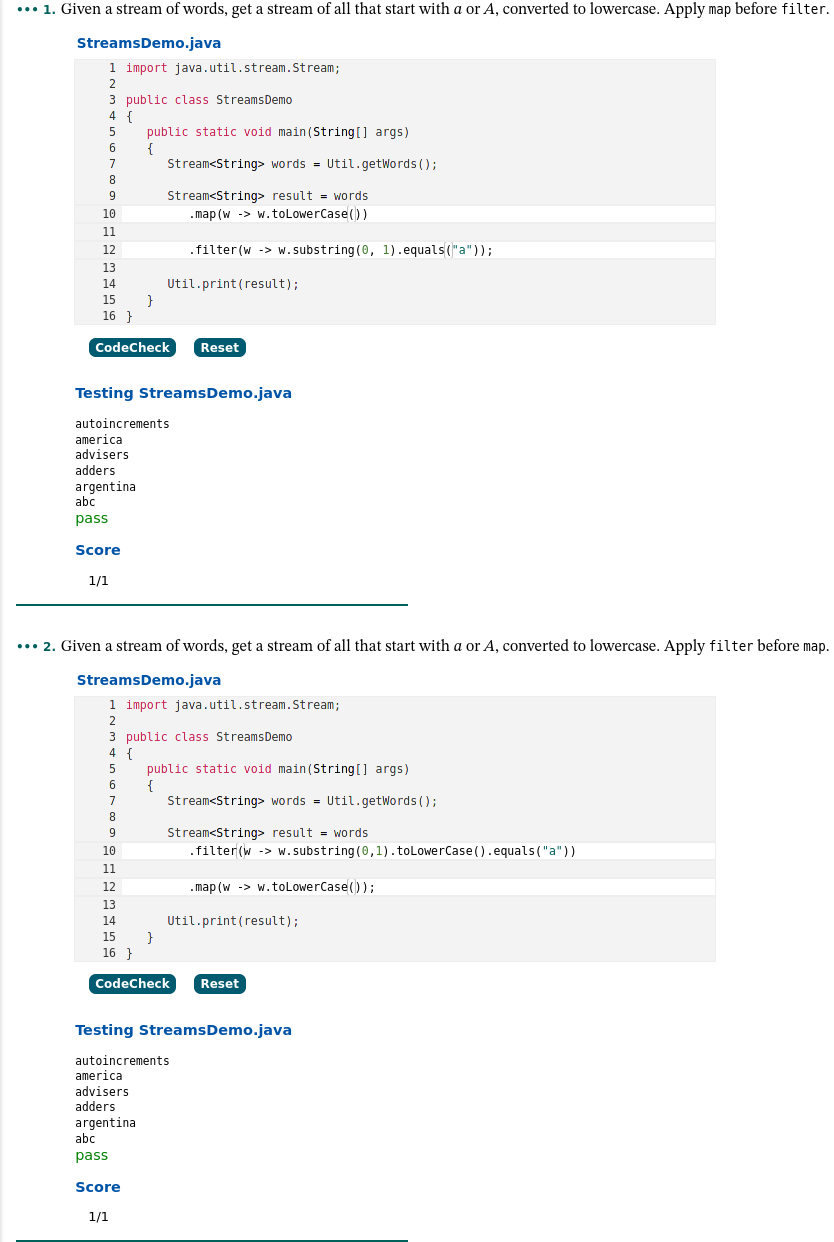 ••• 1. Given a stream of words, get a stream of all that start with a or A, converted to lowercase. Apply map before filter.
StreamsDemo.java
1 import java.util.stream.Stream;
2
3 public class StreamsDemo
4 {
5    public static void main(String[] args)
6    {
7       Stream<String> words = Util.getWords();
8
9       Stream<String> result = words
10          .map(w -> w.toLowerCase())
11
12          .filter(w -> w.substring(0, 1).equals("a"));
13
14       Util.print(result);
15    }
16 }
CodeCheck Reset
Testing StreamsDemo.java
autoincrements
america
advisers
adders
argentina
abc
pass
Score
1/1
••• 2. Given a stream of words, get a stream of all that start with a or A, converted to lowercase. Apply filter before map.
StreamsDemo.java
1 import java.util.stream.Stream;
2
3 public class StreamsDemo
4 {
5    public static void main(String[] args)
6    {
7       Stream<String> words = Util.getWords();
8
9       Stream<String> result = words
10          .filter(w -> w.substring(0,1).toLowerCase().equals("a"))
11
12          .map(w -> w.toLowerCase());
13
14       Util.print(result);
15    }
16 }
CodeCheck Reset
Testing StreamsDemo.java
autoincrements
america
advisers
adders
argentina
abc
pass
Score
1/1